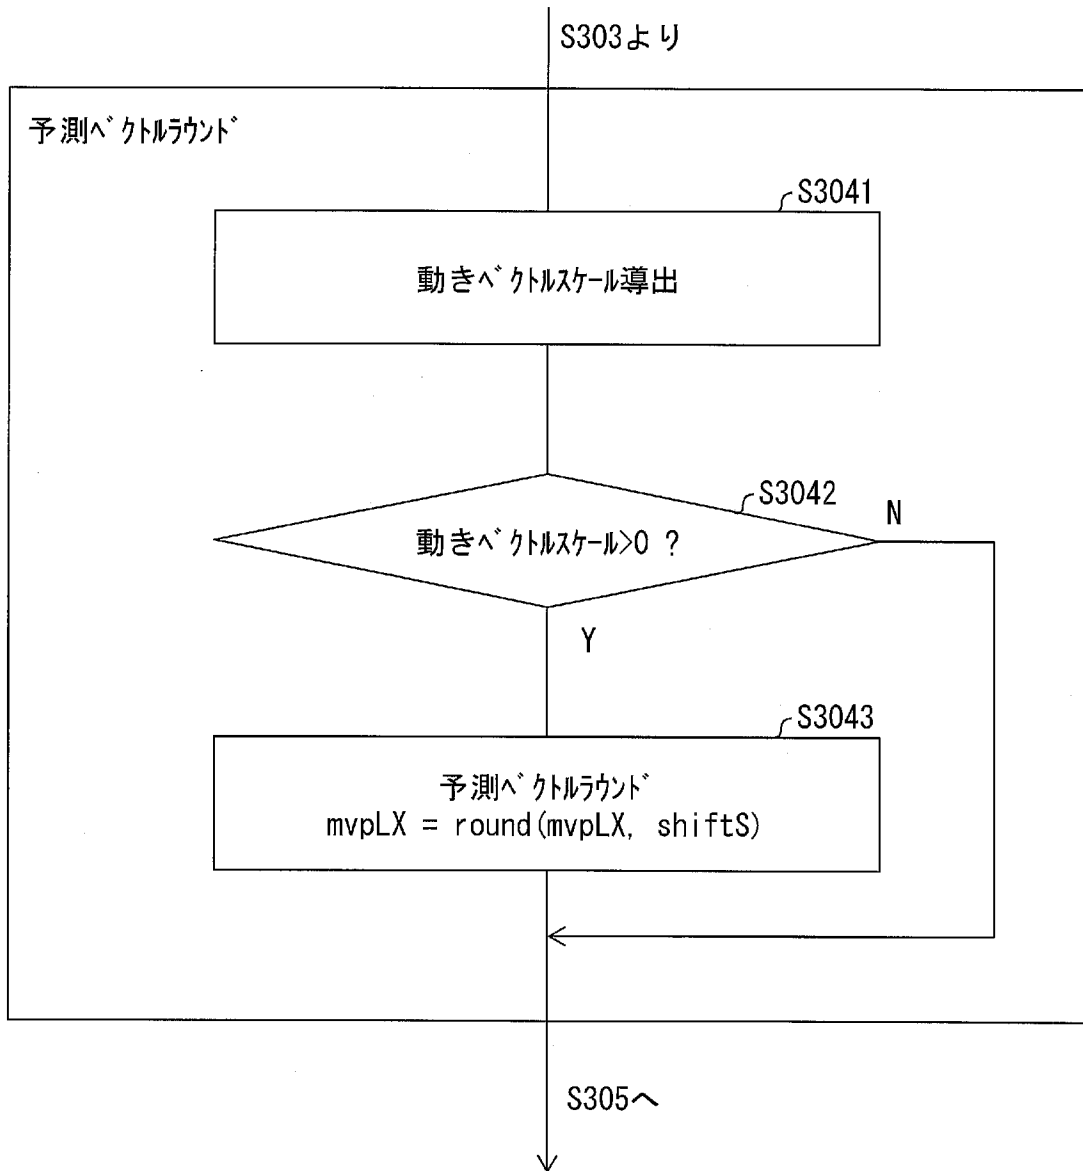 S303より
予測ベクトルラウンド
S3041
動きベクトルスケール導出
S3042
N
動きベクトルスケール>0 ?
Y
S3043
予測ベクトルラウンド
mvpLX = round(mvpLX, shiftS)
S305へ